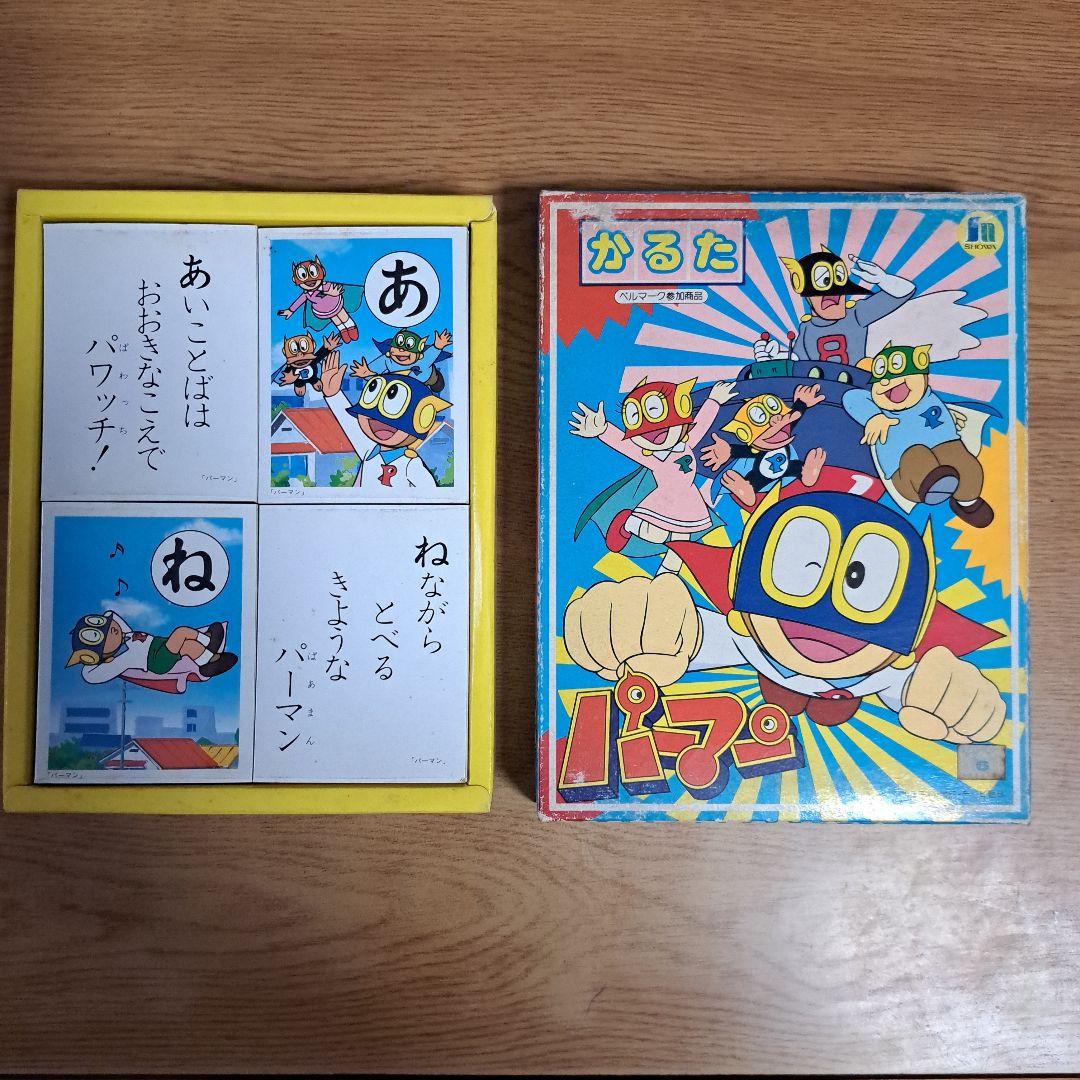 あいことばは
おおきなこえで
パワッチ！
ぱわっち
「パーマン」
あ
「パーマン」
ね
「パーマン」
ねながら
とべる
きような
パーマン
ぱあまん
「パーマン」
かるた
ベルマーク参加商品
SHOWA
8
P
P
P
パーマン
6